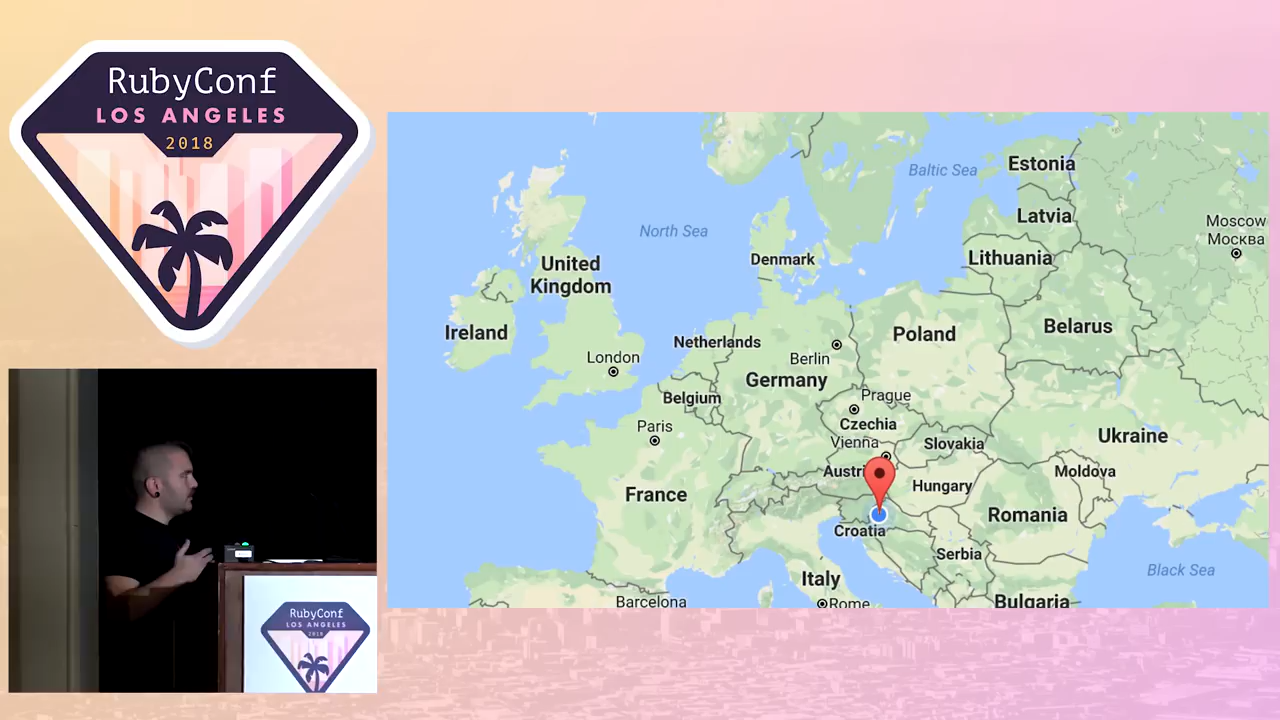 RubyConf
LOS ANGELES
2018
Estonia
Baltic Sea
Latvia
Moscow
Москва
North Sea
Denmark
Lithuania
United
Kingdom
Ireland
Netherlands
Poland
Belarus
London
Berlin
Germany
Belgium
Prague
Paris
Czechia
Vienna
Slovakia
Ukraine
Austri
Moldova
France
Hungary
Romania
Croatia
Serbia
Black Sea
Italy
Barcelona
Rome
Bulgaria
RubyConf
LOS ANGELES
2018